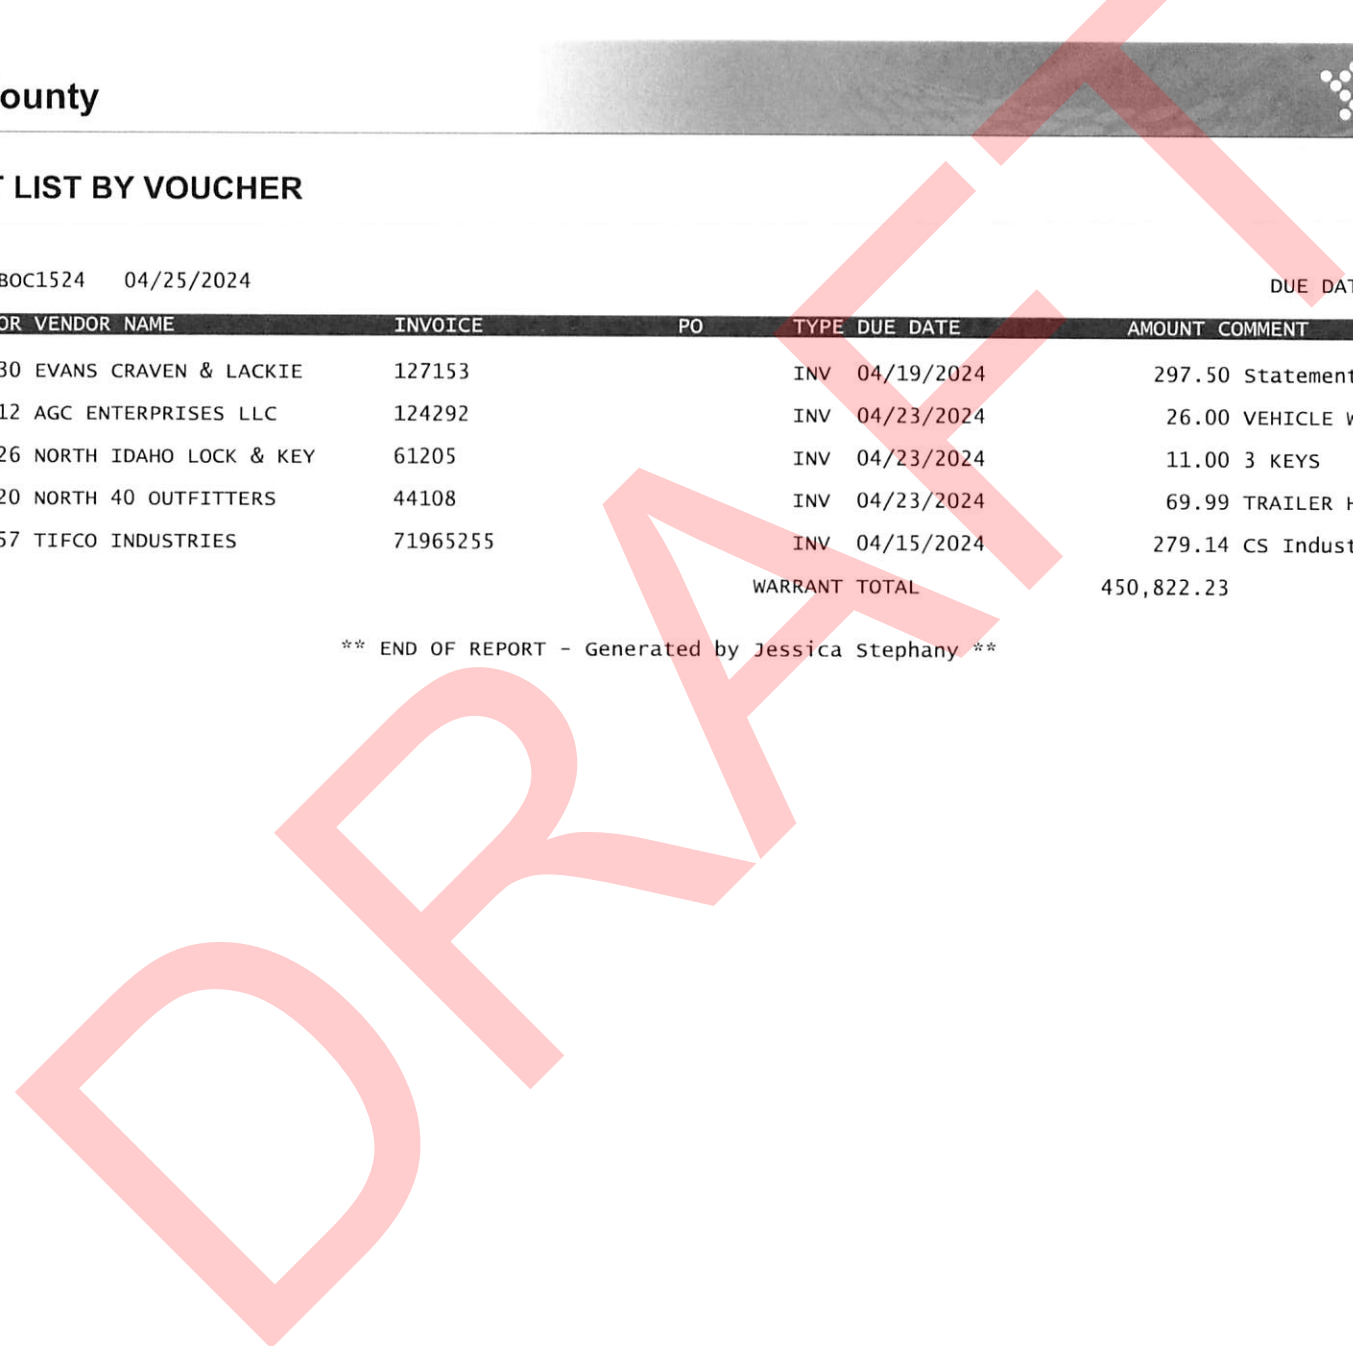 ounty
T LIST BY VOUCHER
BOC1524 04/25/2024 DUE DAT
OR VENDOR NAME INVOICE PO TYPE DUE DATE AMOUNT COMMENT
30 EVANS CRAVEN & LACKIE 127153 INV 04/19/2024 297.50 Statement
12 AGC ENTERPRISES LLC 124292 INV 04/23/2024 26.00 VEHICLE W
26 NORTH IDAHO LOCK & KEY 61205 INV 04/23/2024 11.00 3 KEYS
20 NORTH 40 OUTFITTERS 44108 INV 04/23/2024 69.99 TRAILER H
57 TIFCO INDUSTRIES 71965255 INV 04/15/2024 279.14 CS Indust
WARRANT TOTAL 450,822.23
** END OF REPORT - Generated by Jessica Stephany **
DRAFT